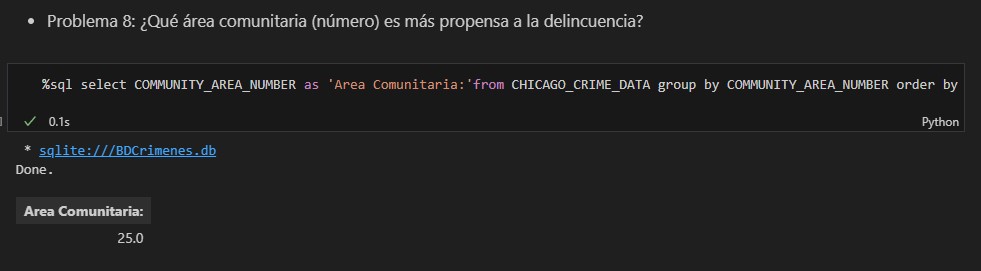 • Problema 8: ¿Qué área comunitaria (número) es más propensa a la delincuencia?
%sql select COMMUNITY_AREA_NUMBER as 'Area Comunitaria:'from CHICAGO_CRIME_DATA group by COMMUNITY_AREA_NUMBER order by
] ✓ 0.1s Python
* sqlite:///BDCrimenes.db
Done.
Area Comunitaria:
25.0